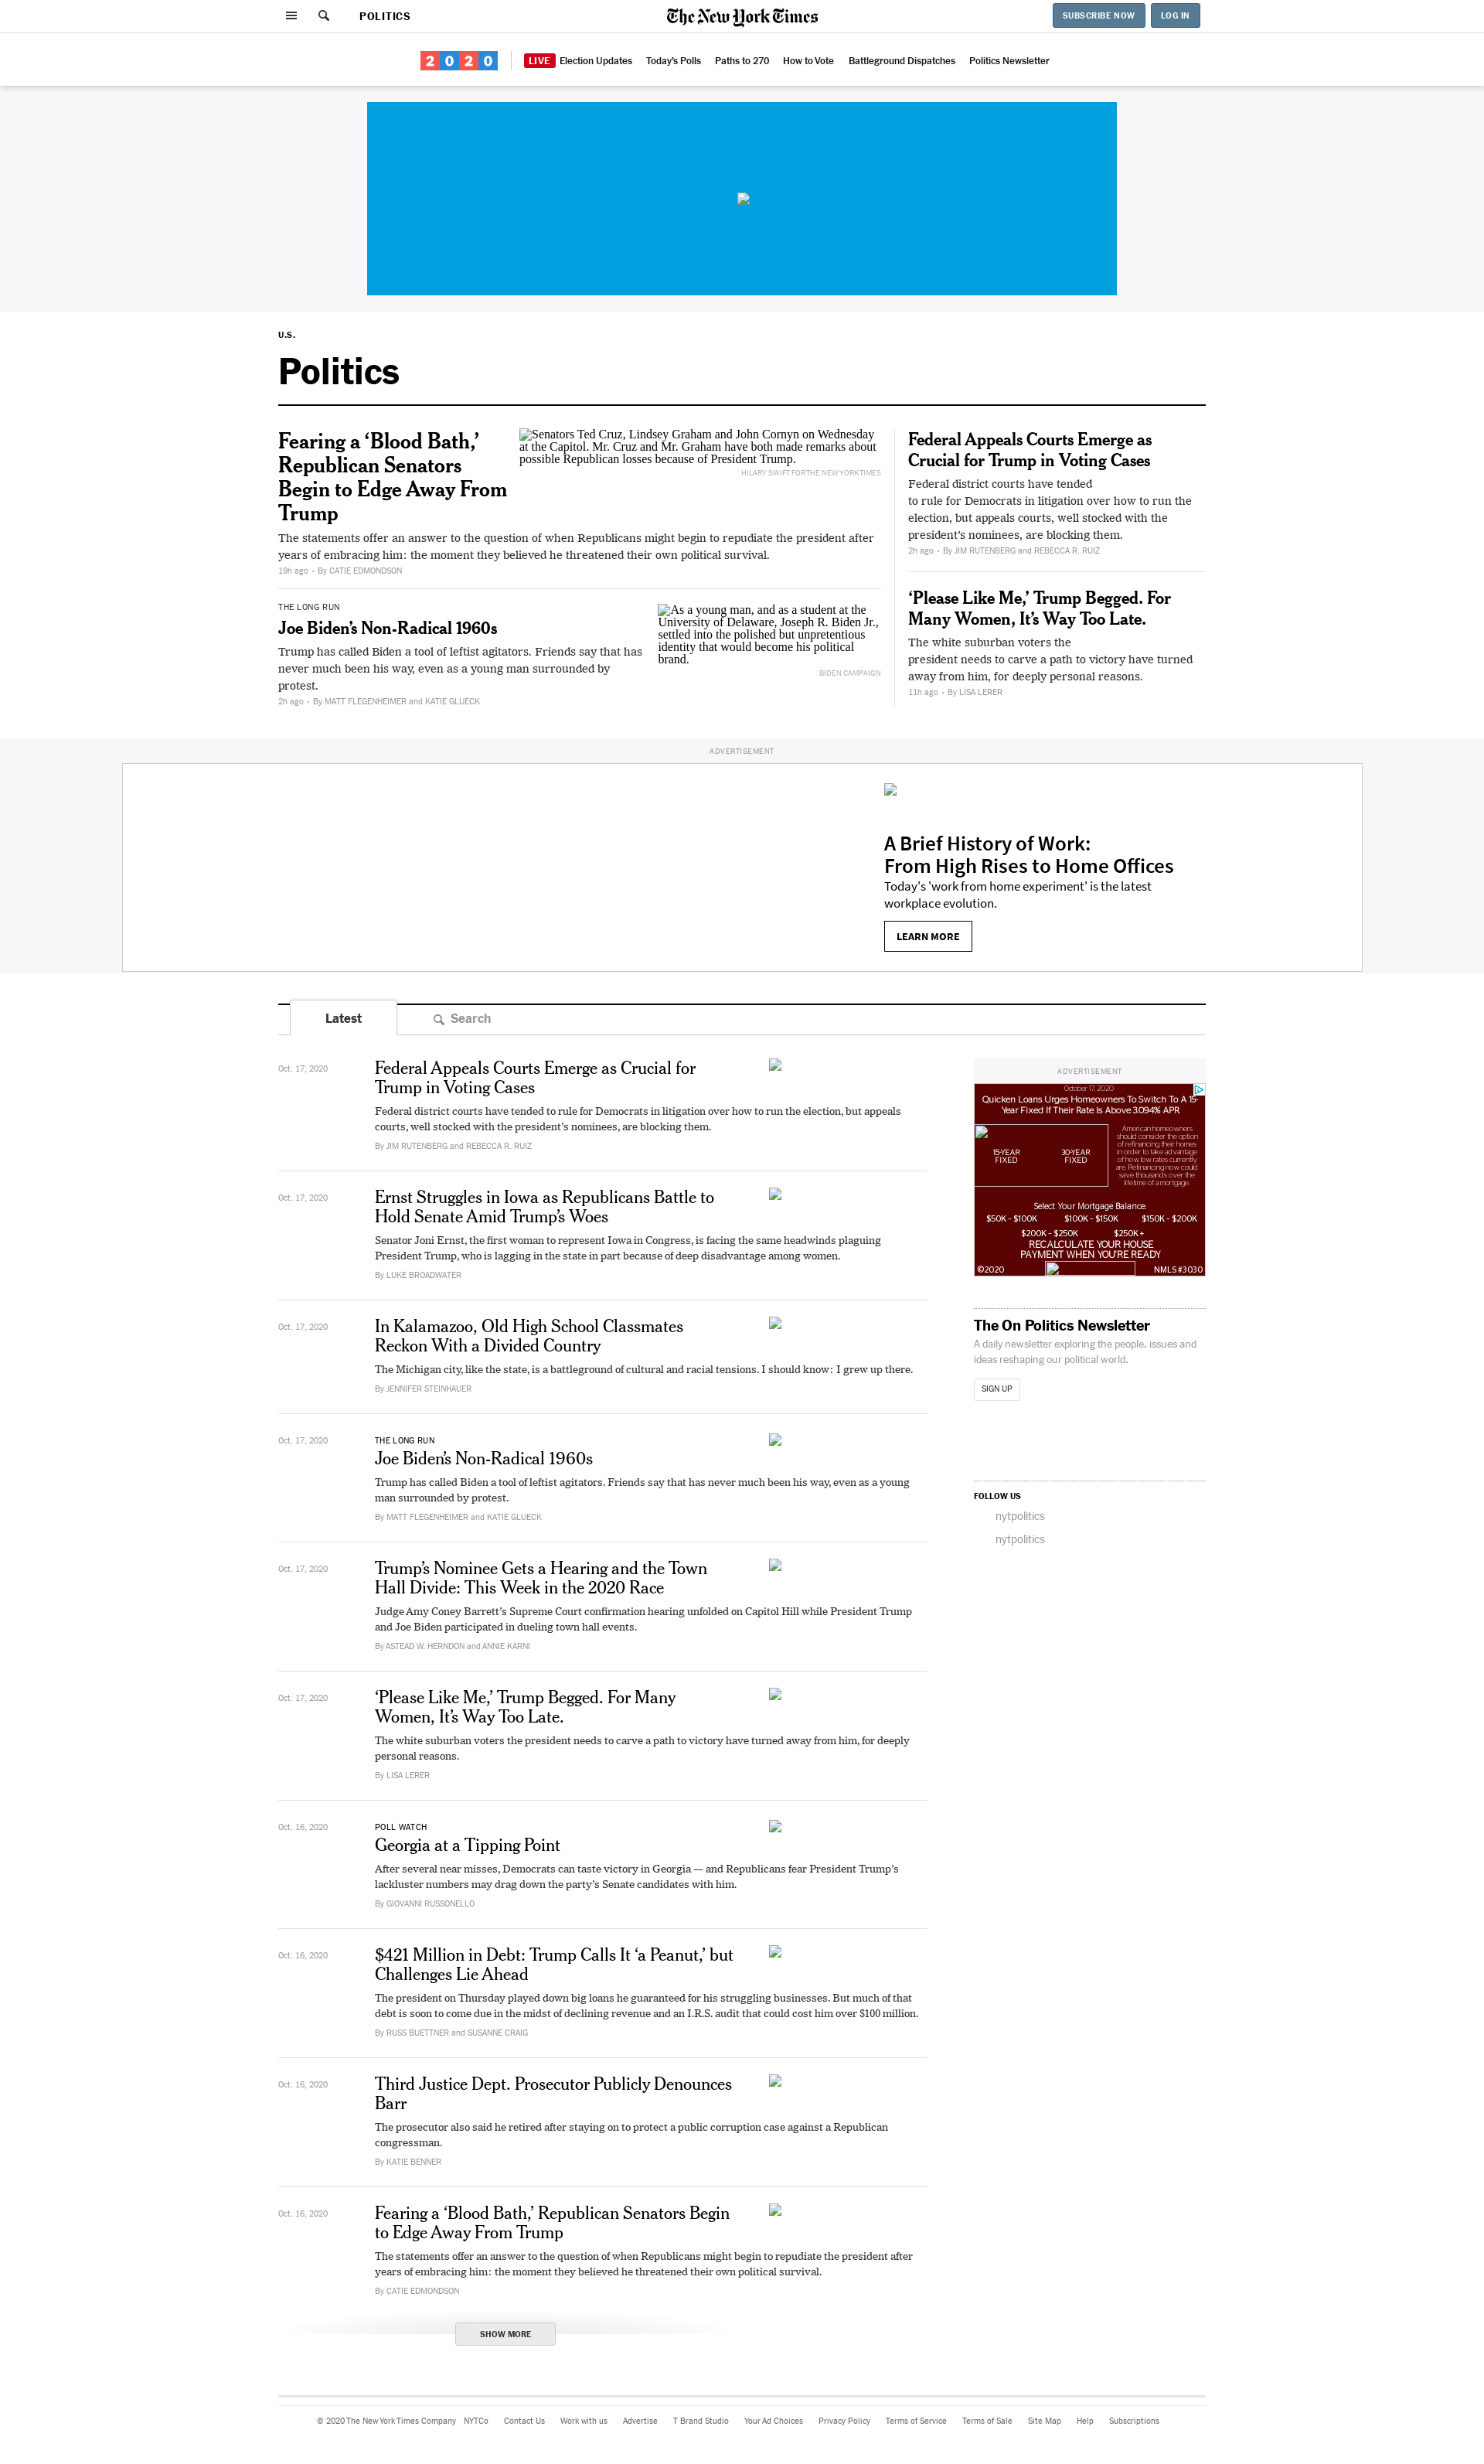 POLITICS
The New York Times
SUBSCRIBE NOW
LOG IN
2020
LIVE Election Updates
Today's Polls
Paths to 270
How to Vote
Battleground Dispatches
Politics Newsletter
U.S.
Politics
Fearing a ‘Blood Bath,’
Republican Senators
Begin to Edge Away From
Trump
Senators Ted Cruz, Lindsey Graham and John Cornyn on Wednesday
at the Capitol. Mr. Cruz and Mr. Graham have both made remarks about
possible Republican losses because of President Trump.
HILARY SWIFT FOR THE NEW YORK TIMES
The statements offer an answer to the question of when Republicans might begin to repudiate the president after
years of embracing him: the moment they believed he threatened their own political survival.
19h ago • By CATIE EDMONDSON
THE LONG RUN
Joe Biden’s Non-Radical 1960s
Trump has called Biden a tool of leftist agitators. Friends say that has
never much been his way, even as a young man surrounded by
protest.
2h ago • By MATT FLEGENHEIMER and KATIE GLUECK
As a young man, and as a student at the
University of Delaware, Joseph R. Biden Jr.,
settled into the polished but unpretentious
identity that would become his political
brand.
BIDEN CAMPAIGN
Federal Appeals Courts Emerge as
Crucial for Trump in Voting Cases
Federal district courts have tended
to rule for Democrats in litigation over how to run the
election, but appeals courts, well stocked with the
president’s nominees, are blocking them.
2h ago • By JIM RUTENBERG and REBECCA R. RUIZ
‘Please Like Me,’ Trump Begged. For
Many Women, It’s Way Too Late.
The white suburban voters the
president needs to carve a path to victory have turned
away from him, for deeply personal reasons.
11h ago • By LISA LERER
ADVERTISEMENT
A Brief History of Work:
From High Rises to Home Offices
Today's 'work from home experiment' is the latest
workplace evolution.
LEARN MORE
Latest
Search
Oct. 17, 2020
Federal Appeals Courts Emerge as Crucial for
Trump in Voting Cases
Federal district courts have tended to rule for Democrats in litigation over how to run the election, but appeals
courts, well stocked with the president’s nominees, are blocking them.
By JIM RUTENBERG and REBECCA R. RUIZ
Oct. 17, 2020
Ernst Struggles in Iowa as Republicans Battle to
Hold Senate Amid Trump’s Woes
Senator Joni Ernst, the first woman to represent Iowa in Congress, is facing the same headwinds plaguing
President Trump, who is lagging in the state in part because of deep disadvantage among women.
By LUKE BROADWATER
Oct. 17, 2020
In Kalamazoo, Old High School Classmates
Reckon With a Divided Country
The Michigan city, like the state, is a battleground of cultural and racial tensions. I should know: I grew up there.
By JENNIFER STEINHAUER
Oct. 17, 2020
THE LONG RUN
Joe Biden’s Non-Radical 1960s
Trump has called Biden a tool of leftist agitators. Friends say that has never much been his way, even as a young
man surrounded by protest.
By MATT FLEGENHEIMER and KATIE GLUECK
Oct. 17, 2020
Trump’s Nominee Gets a Hearing and the Town
Hall Divide: This Week in the 2020 Race
Judge Amy Coney Barrett’s Supreme Court confirmation hearing unfolded on Capitol Hill while President Trump
and Joe Biden participated in dueling town hall events.
By ASTEAD W. HERNDON and ANNIE KARNI
Oct. 17, 2020
‘Please Like Me,’ Trump Begged. For Many
Women, It’s Way Too Late.
The white suburban voters the president needs to carve a path to victory have turned away from him, for deeply
personal reasons.
By LISA LERER
Oct. 16, 2020
POLL WATCH
Georgia at a Tipping Point
After several near misses, Democrats can taste victory in Georgia — and Republicans fear President Trump’s
lackluster numbers may drag down the party’s Senate candidates with him.
By GIOVANNI RUSSONELLO
Oct. 16, 2020
$421 Million in Debt: Trump Calls It ‘a Peanut,’ but
Challenges Lie Ahead
The president on Thursday played down big loans he guaranteed for his struggling businesses. But much of that
debt is soon to come due in the midst of declining revenue and an I.R.S. audit that could cost him over $100 million.
By RUSS BUETTNER and SUSANNE CRAIG
Oct. 16, 2020
Third Justice Dept. Prosecutor Publicly Denounces
Barr
The prosecutor also said he retired after staying on to protect a public corruption case against a Republican
congressman.
By KATIE BENNER
Oct. 16, 2020
Fearing a ‘Blood Bath,’ Republican Senators Begin
to Edge Away From Trump
The statements offer an answer to the question of when Republicans might begin to repudiate the president after
years of embracing him: the moment they believed he threatened their own political survival.
By CATIE EDMONDSON
SHOW MORE
ADVERTISEMENT
October 17, 2020
Quicken Loans Urges Homeowners To Switch To A 15-
Year Fixed If Their Rate Is Above 3.094% APR
15-YEAR
FIXED
30-YEAR
FIXED
American homeowners
should consider the option
of refinancing their homes
in order to take advantage
of how low rates currently
are. Refinancing now could
save thousands over the
lifetime of a mortgage.
Select Your Mortgage Balance:
$50K - $100K
$100K - $150K
$150K - $200K
$200K - $250K
$250K +
RECALCULATE YOUR HOUSE
PAYMENT WHEN YOU'RE READY
©2020
NMLS #3030
The On Politics Newsletter
A daily newsletter exploring the people, issues and
ideas reshaping our political world.
SIGN UP
FOLLOW US
nytpolitics
nytpolitics
© 2020 The New York Times Company
NYTCo
Contact Us
Work with us
Advertise
T Brand Studio
Your Ad Choices
Privacy Policy
Terms of Service
Terms of Sale
Site Map
Help
Subscriptions